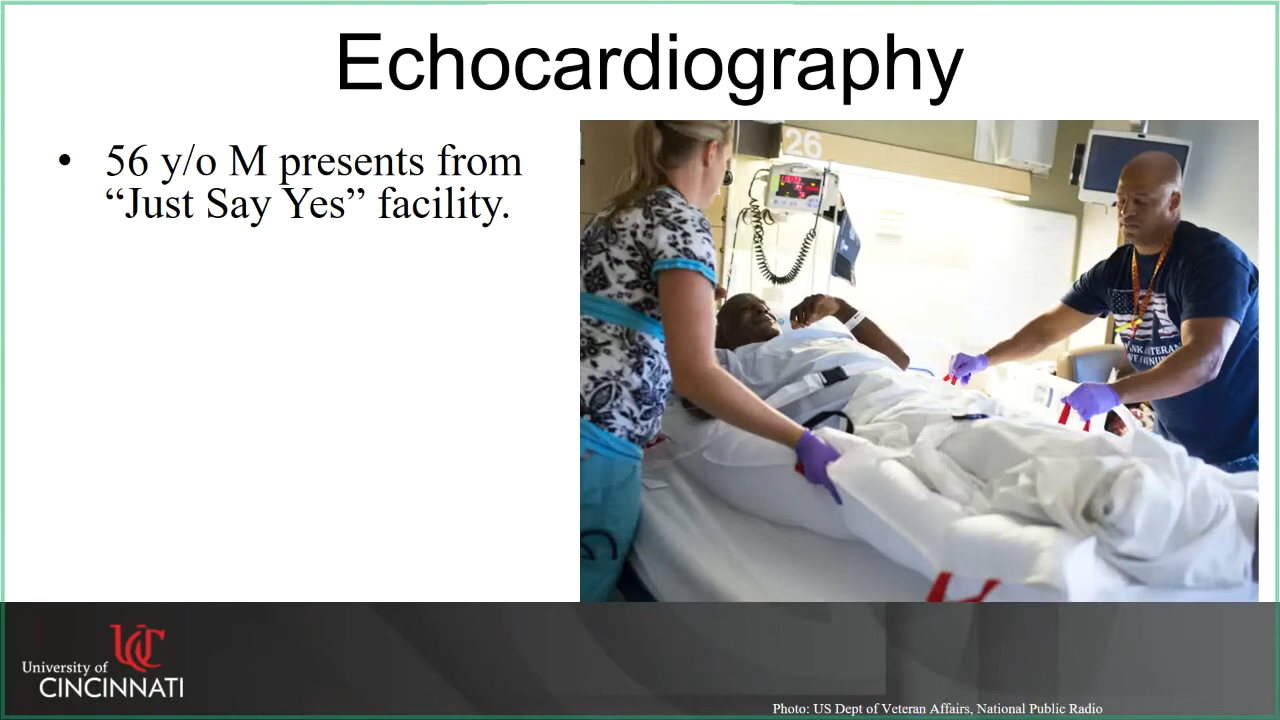 Echocardiography
• 56 y/o M presents from
“Just Say Yes” facility.
26
UC
University of
CINCINNATI
Photo: US Dept of Veteran Affairs, National Public Radio